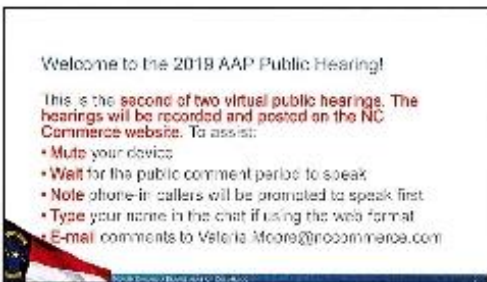 Welcome to the 2019 AAP Public Hearing!
This is the second of two virtual public hearings. The
hearings will be recorded and posted on the NC
Commerce website. To assist:
• Mute your device
• Wait for the public comment period to speak
• Note phone-in callers will be prompted to speak first
• Type your name in the chat if using the web format
• E-mail comments to Valeria.Moore@nccommerce.com